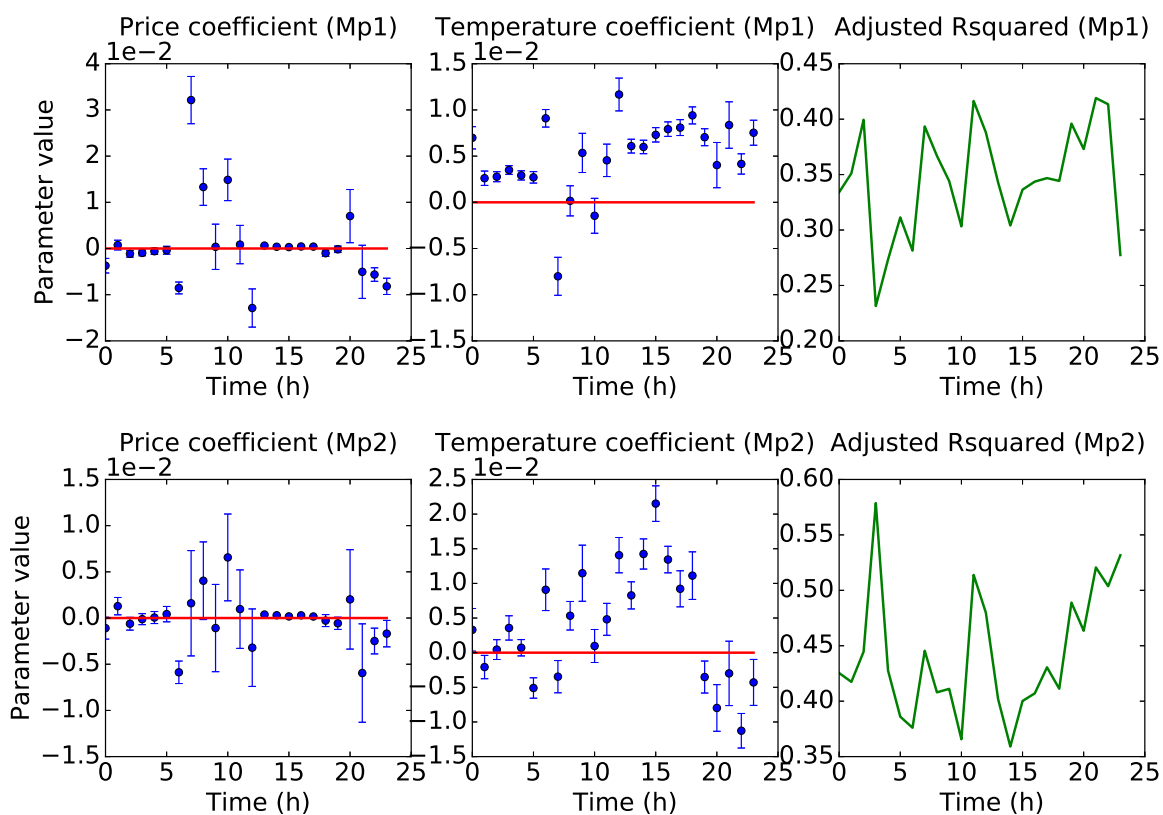 Price coefficient (Mp1)
1e−2
4
3
2
1
0
−1
−2
0 5 10 15 20 25
Time (h)
Parameter value
Temperature coefficient (Mp1)
1e−2
1.5
1.0
0.5
0.0
−0.5
−1.0
−1.5
0 5 10 15 20 25
Time (h)
Adjusted Rsquared (Mp1)
0.45
0.40
0.35
0.30
0.25
0.20
0 5 10 15 20 25
Time (h)
Price coefficient (Mp2)
1e−2
1.5
1.0
0.5
0.0
−0.5
−1.0
−1.5
0 5 10 15 20 25
Time (h)
Parameter value
Temperature coefficient (Mp2)
1e−2
2.5
2.0
1.5
1.0
0.5
0.0
−0.5
−1.0
−1.5
0 5 10 15 20 25
Time (h)
Adjusted Rsquared (Mp2)
0.60
0.55
0.50
0.45
0.40
0.35
0 5 10 15 20 25
Time (h)